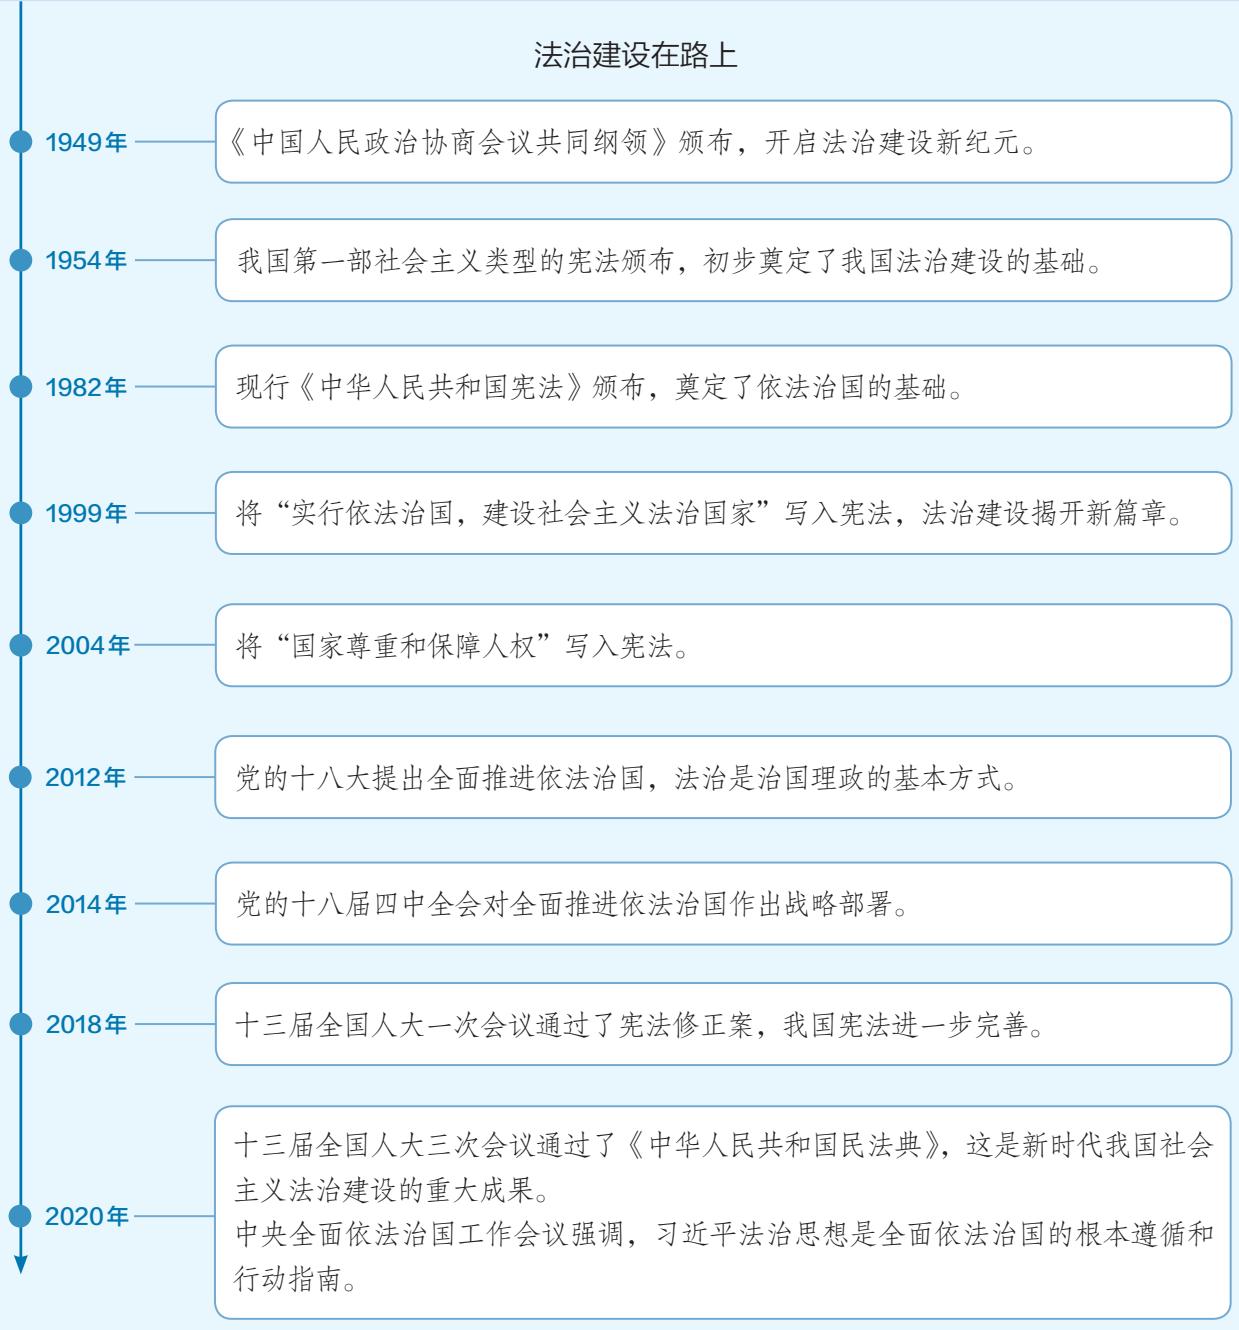 法治建设在路上
1949年
《中国人民政治协商会议共同纲领》颁布，开启法治建设新纪元。
1954年
我国第一部社会主义类型的宪法颁布，初步奠定了我国法治建设的基础。
1982年
现行《中华人民共和国宪法》颁布，奠定了依法治国的基础。
1999年
将“实行依法治国，建设社会主义法治国家”写入宪法，法治建设揭开新篇章。
2004年
将“国家尊重和保障人权”写入宪法。
2012年
党的十八大提出全面推进依法治国，法治是治国理政的基本方式。
2014年
党的十八届四中全会对全面推进依法治国作出战略部署。
2018年
十三届全国人大一次会议通过了宪法修正案，我国宪法进一步完善。
2020年
十三届全国人大三次会议通过了《中华人民共和国民法典》，这是新时代我国社会
主义法治建设的重大成果。
中央全面依法治国工作会议强调，习近平法治思想是全面依法治国的根本遵循和
行动指南。